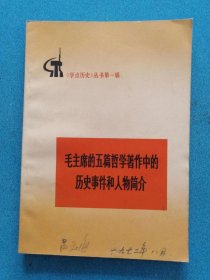 《学点历史》丛书第一辑
毛主席的五篇哲学著作中的
历史事件和人物简介
一九七二年八月